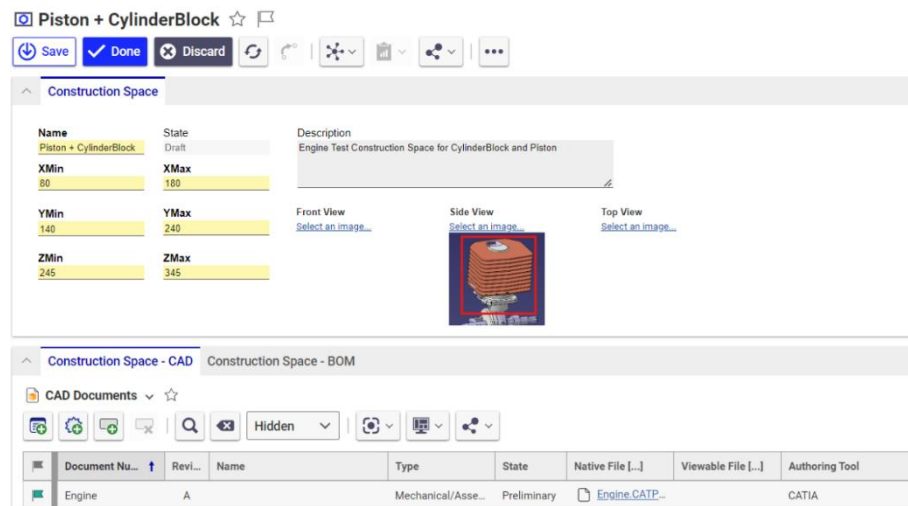 Piston + CylinderBlock
Save Done Discard
Construction Space
Name State Description
Piston + CylinderBlock Draft Engine Test Construction Space for CylinderBlock and Piston
XMin XMax
80 180
YMin YMax Front View Side View Top View
140 240 Select an image... Select an image... Select an image...
ZMin ZMax
245 345
Construction Space - CAD Construction Space - BOM
CAD Documents
Hidden
Document Nu... Revi... Name Type State Native File [...] Viewable File [...] Authoring Tool
Engine A Mechanical/Asse... Preliminary Engine.CATP... CATIA